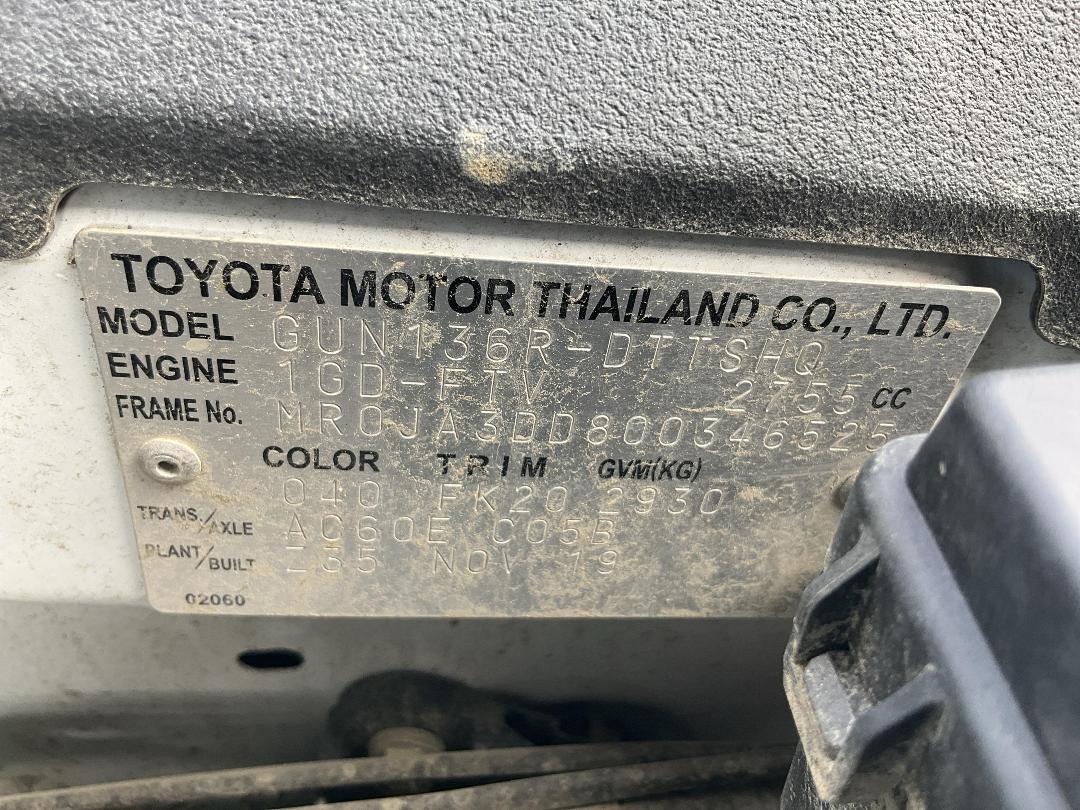 TOYOTA MOTOR THAILAND CO., LTD.
MODEL GUN136R-DTTSHQ
ENGINE 1GD-FTV 2755 CC
FRAME No. MR0JA3DD800346525
COLOR TRIM GVM(KG)
040 FK20 2930
TRANS./AXLE AC60E C05B
PLANT/BUILT Z35 NOV 19
02060